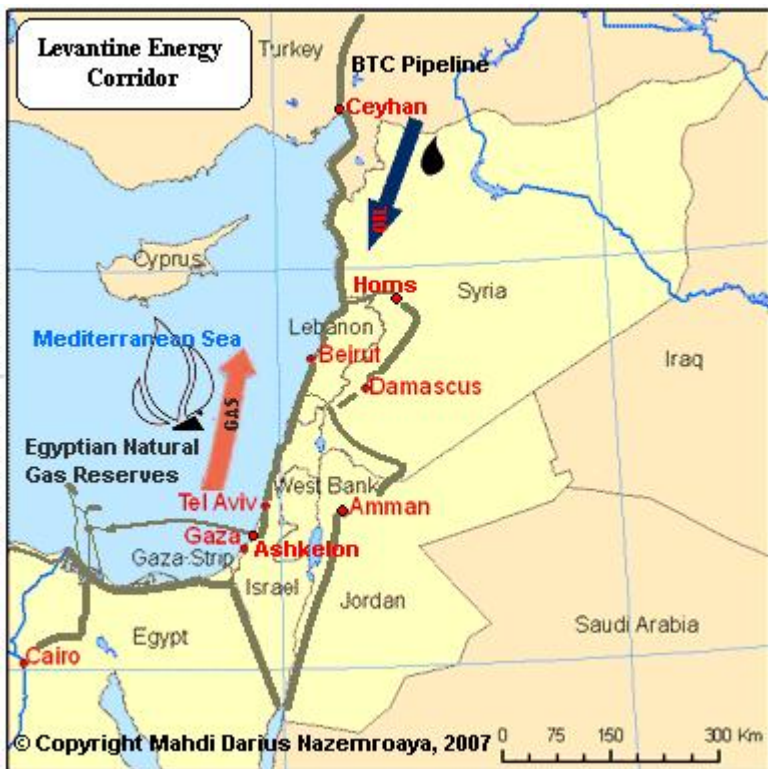 Levantine Energy
Corridor
Turkey
BTC Pipeline
Ceyhan
OIL
Cyprus
Homs
Syria
Mediterranean Sea
Lebanon
Beirut
Iraq
Damascus
GAS
Egyptian Natural
Gas Reserves
Tel Aviv
West Bank
Amman
Gaza
Ashkelon
Gaza-Strip
Israel
Jordan
Saudi Arabia
Egypt
Cairo
© Copyright Mahdi Darius Nazemroaya, 2007
0 75 150 300 Km